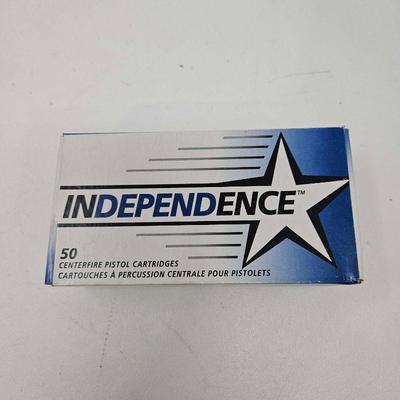 INDEPENDENCE™
50
CENTERFIRE PISTOL CARTRIDGES
CARTOUCHES À PERCUSSION CENTRALE POUR PISTOLETS